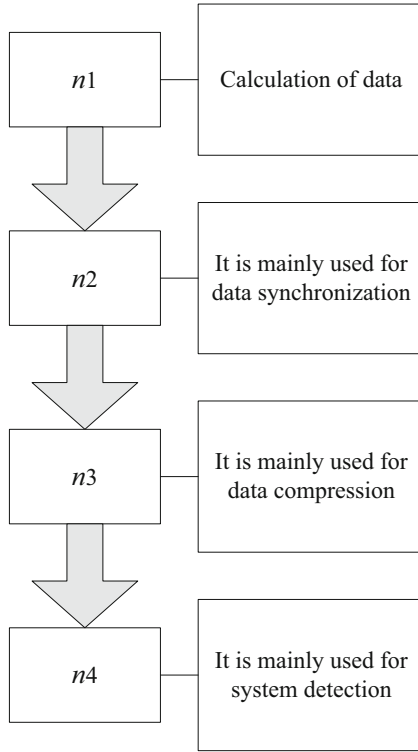 n1
Calculation of data
n2
It is mainly used for
data synchronization
n3
It is mainly used for
data compression
n4
It is mainly used for
system detection